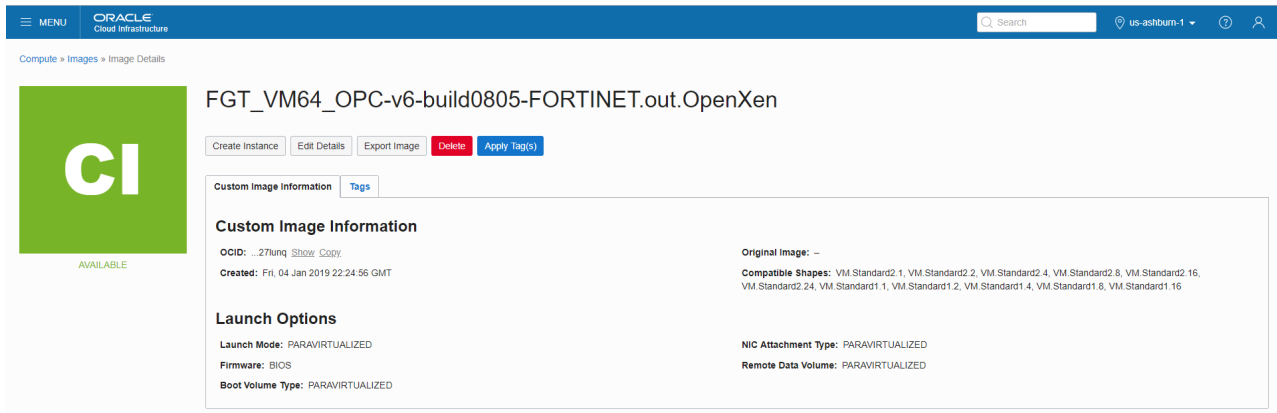 MENU
ORACLE
Cloud Infrastructure
Search
us-ashburn-1
Compute » Images » Image Details
CI
AVAILABLE
FGT_VM64_OPC-v6-build0805-FORTINET.out.OpenXen
Create Instance Edit Details Export Image Delete Apply Tag(s)
Custom Image Information Tags
Custom Image Information
OCID: ...27lunq Show Copy
Created: Fri, 04 Jan 2019 22:24:56 GMT
Original Image: –
Compatible Shapes: VM.Standard2.1, VM.Standard2.2, VM.Standard2.4, VM.Standard2.8, VM.Standard2.16,
VM.Standard2.24, VM.Standard1.1, VM.Standard1.2, VM.Standard1.4, VM.Standard1.8, VM.Standard1.16
Launch Options
Launch Mode: PARAVIRTUALIZED
Firmware: BIOS
Boot Volume Type: PARAVIRTUALIZED
NIC Attachment Type: PARAVIRTUALIZED
Remote Data Volume: PARAVIRTUALIZED